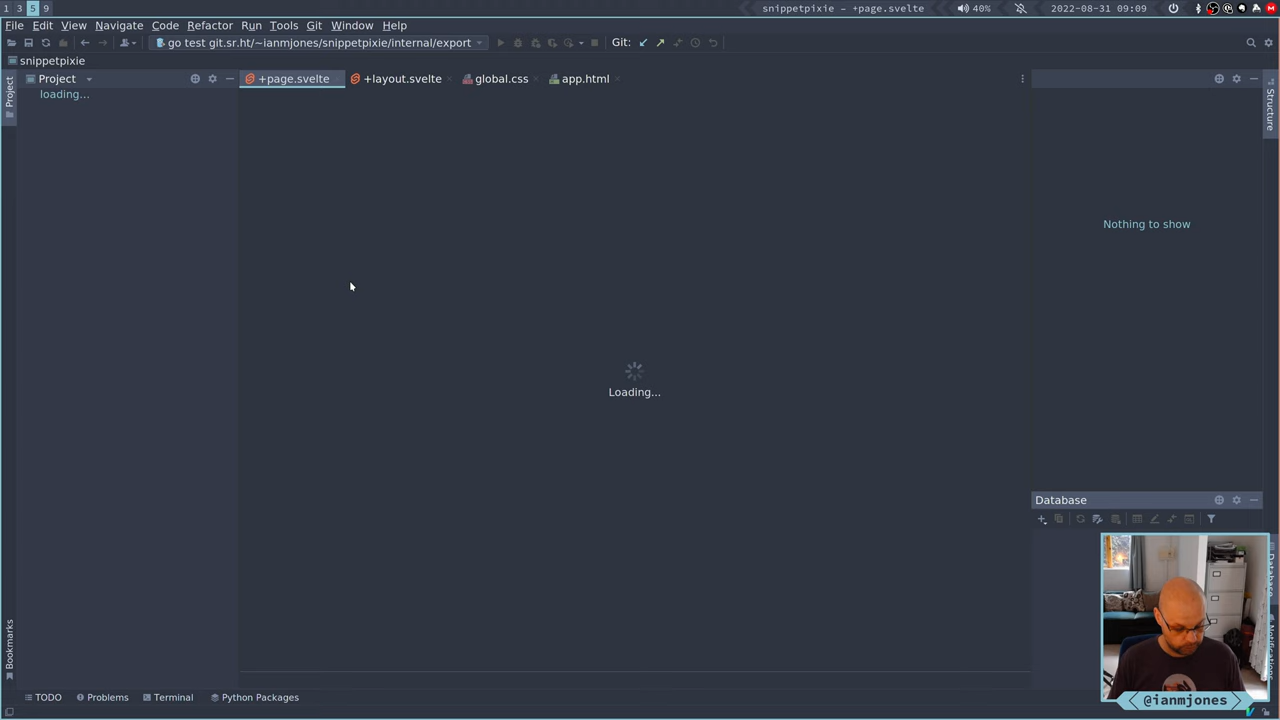 1 3 5 9
snippetpixie – +page.svelte
40%
2022-08-31 09:09
File Edit View Navigate Code Refactor Run Tools Git Window Help
go test git.sr.ht/~ianmjones/snippetpixie/internal/export
Git:
snippetpixie
Project
+page.svelte
+layout.svelte
global.css
app.html
loading...
Project
Structure
Nothing to show
Loading...
Database
Database
Notifications
Bookmarks
TODO
Problems
Terminal
Python Packages
@ianmjones